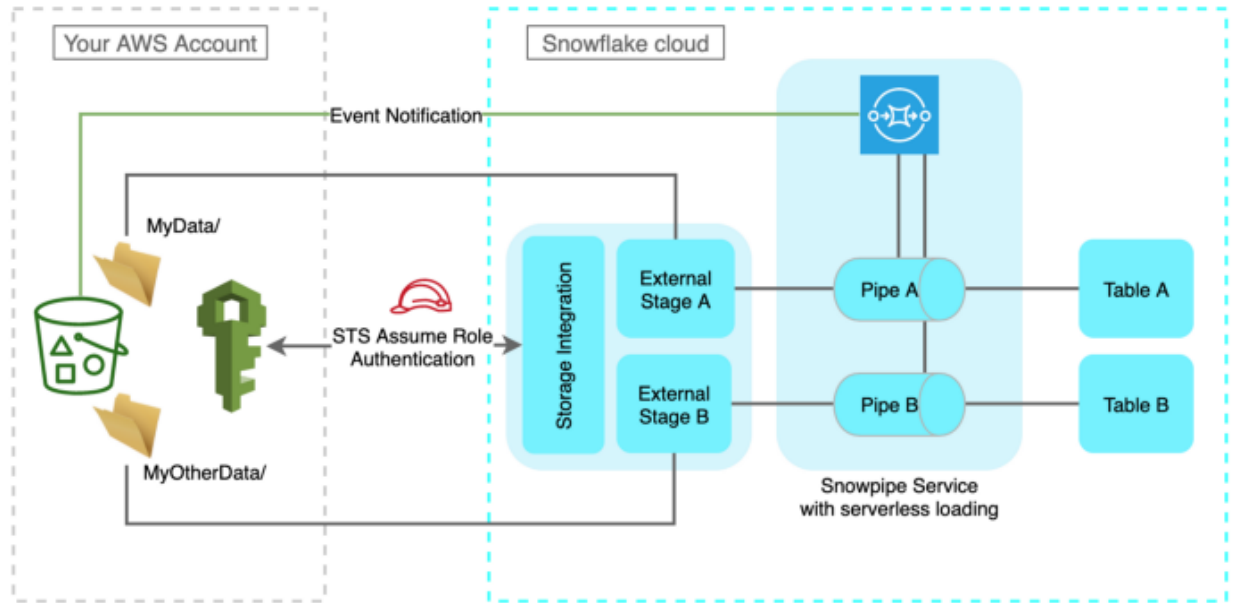 Your AWS Account
Snowflake cloud
Event Notification
MyData/
STS Assume Role
Authentication
MyOtherData/
Storage Integration
External
Stage A
External
Stage B
Pipe A
Pipe B
Table A
Table B
Snowpipe Service
with serverless loading